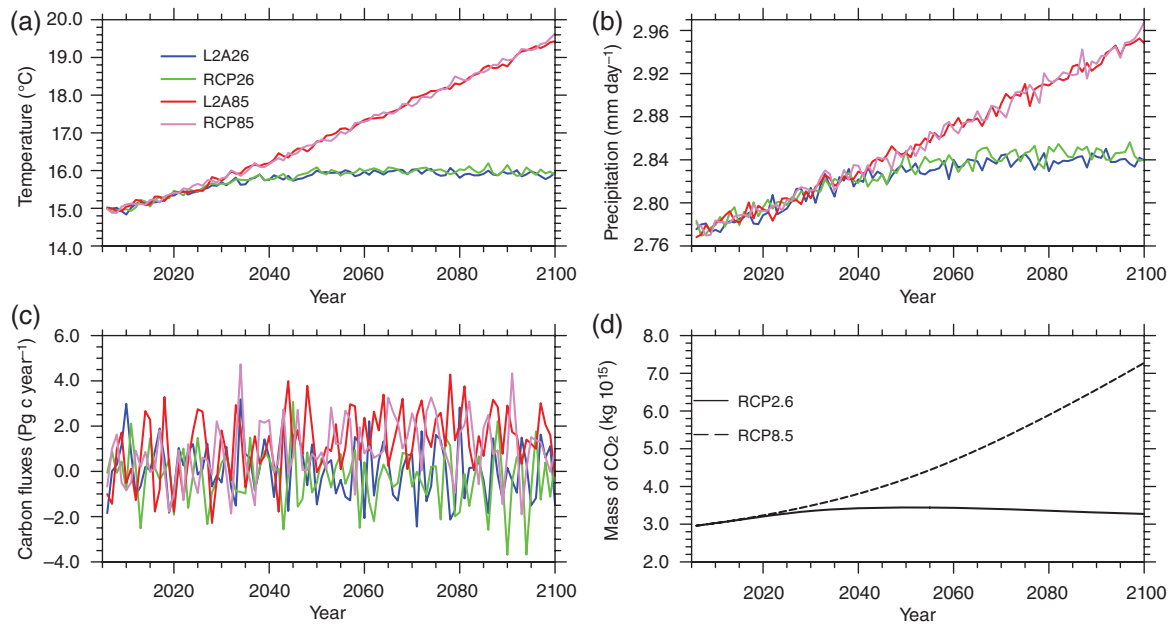 (a)
Temperature (°C)
20.0
19.0
18.0
17.0
16.0
15.0
14.0
L2A26
RCP26
L2A85
RCP85
2020 2040 2060 2080 2100
Year
(b)
Precipitation (mm day⁻¹)
2.96
2.92
2.88
2.84
2.80
2.76
2020 2040 2060 2080 2100
Year
(c)
Carbon fluxes (Pg c year⁻¹)
6.0
4.0
2.0
0.0
−2.0
−4.0
2020 2040 2060 2080 2100
Year
(d)
Mass of CO₂ (kg 10¹⁵)
8.0
7.0
6.0
5.0
4.0
3.0
2.0
RCP2.6
RCP8.5
2020 2040 2060 2080 2100
Year